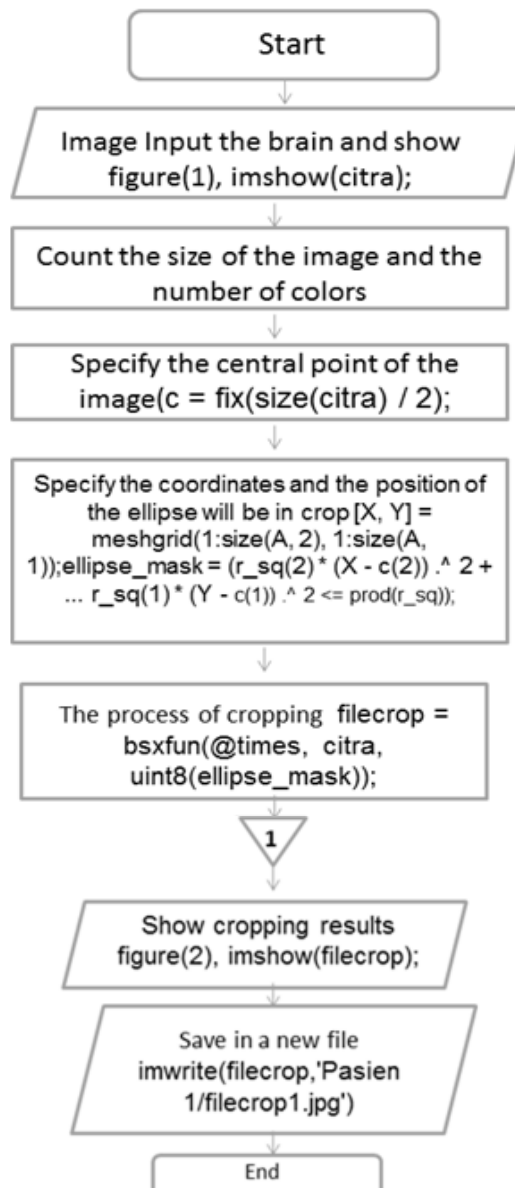 Start
Image Input the brain and show
figure(1), imshow(citra);
Count the size of the image and the
number of colors
Specify the central point of the
image(c = fix(size(citra) / 2);
Specify the coordinates and the position of
the ellipse will be in crop [X, Y] =
meshgrid(1:size(A, 2), 1:size(A,
1));ellipse_mask = (r_sq(2) * (X - c(2)) .^ 2 +
... r_sq(1) * (Y - c(1)) .^ 2 <= prod(r_sq));
The process of cropping filecrop =
bsxfun(@times, citra,
uint8(ellipse_mask));
1
Show cropping results
figure(2), imshow(filecrop);
Save in a new file
imwrite(filecrop,'Pasien
1/filecrop1.jpg')
End